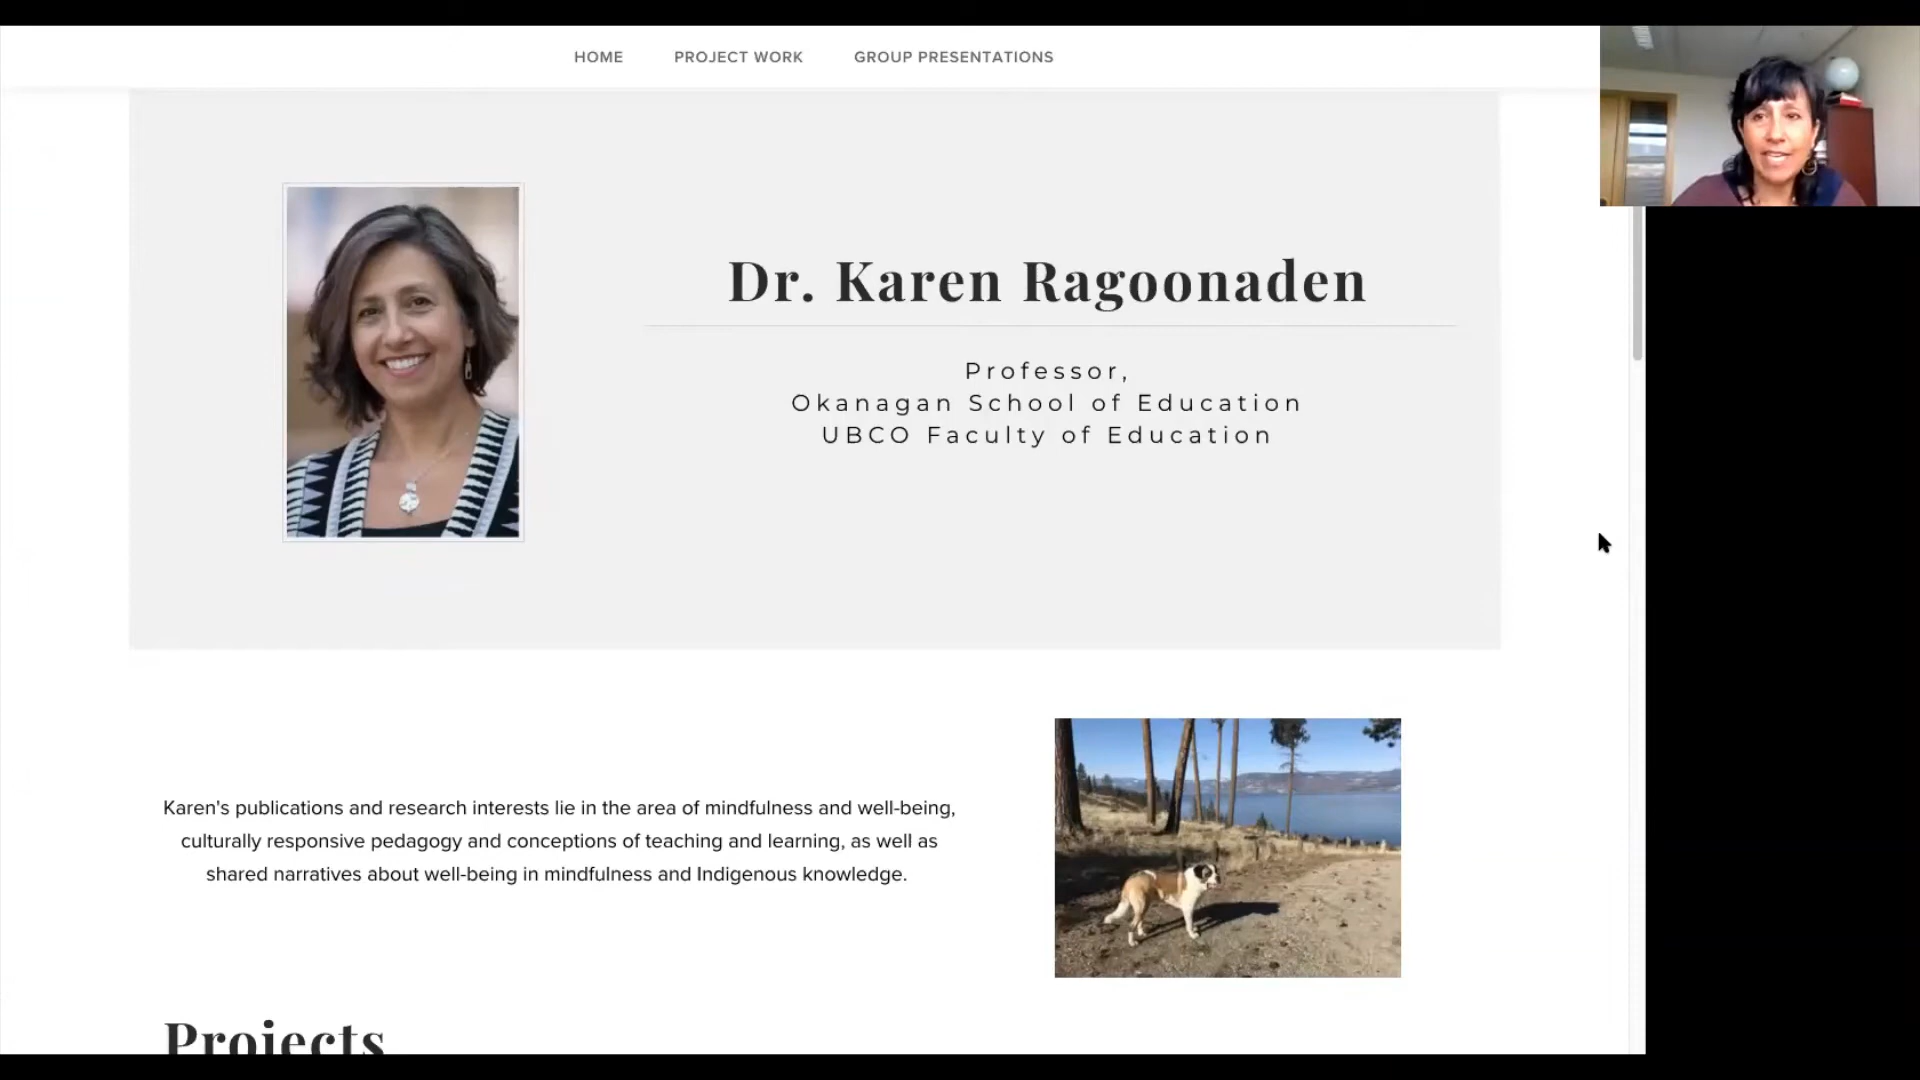 HOME PROJECT WORK GROUP PRESENTATIONS
Dr. Karen Ragoonaden
Professor,
Okanagan School of Education
UBCO Faculty of Education
Karen's publications and research interests lie in the area of mindfulness and well-being,
culturally responsive pedagogy and conceptions of teaching and learning, as well as
shared narratives about well-being in mindfulness and Indigenous knowledge.
Projects